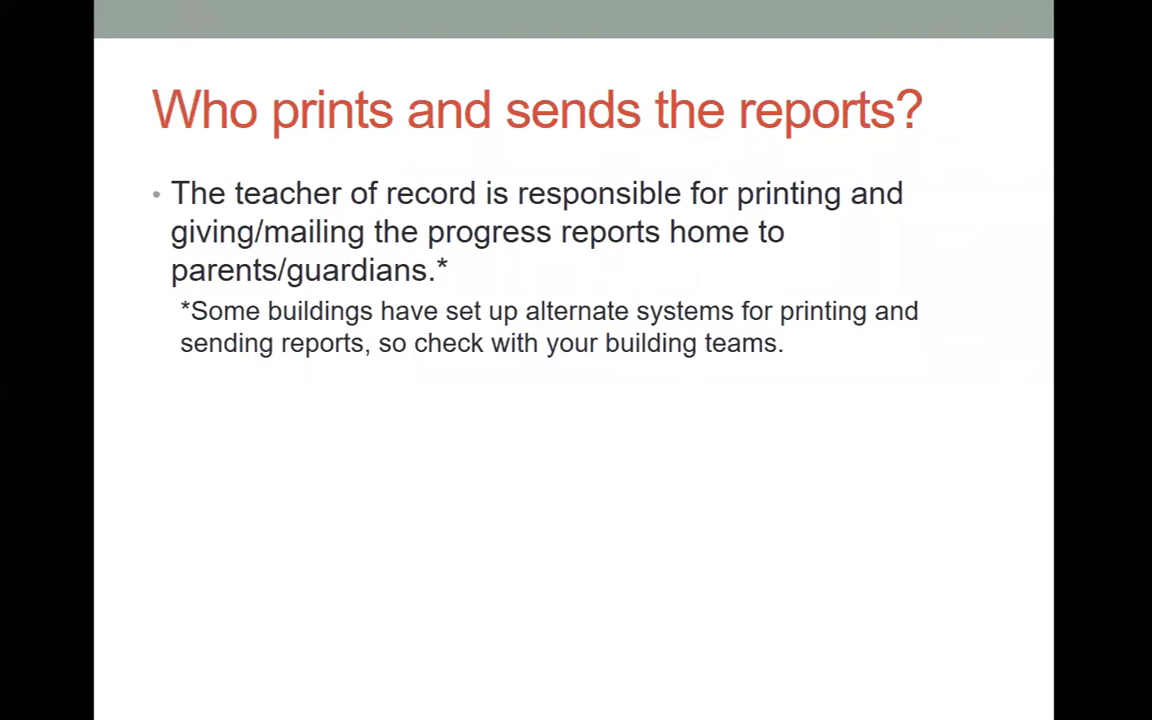 Who prints and sends the reports?
• The teacher of record is responsible for printing and
giving/mailing the progress reports home to
parents/guardians.*
*Some buildings have set up alternate systems for printing and
sending reports, so check with your building teams.